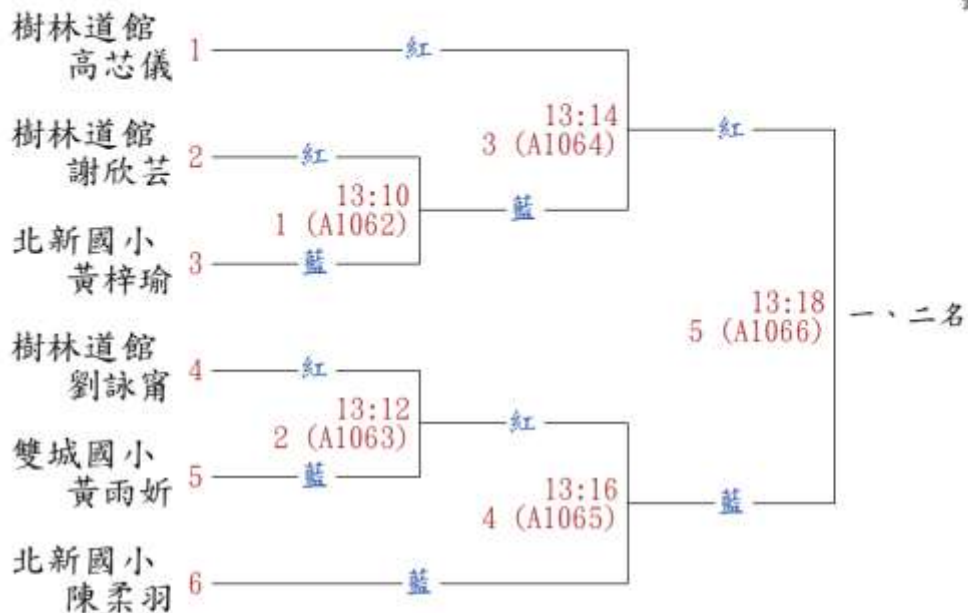 樹林道館
高芯儀
1
紅
13:14
3 (A1064)
紅
樹林道館
謝欣芸
2
紅
13:10
1 (A1062)
藍
北新國小
黃梓瑜
3
藍
13:18
5 (A1066)
一、二名
樹林道館
劉詠甯
4
紅
13:12
2 (A1063)
紅
雙城國小
黃雨妡
5
藍
13:16
4 (A1065)
藍
北新國小
陳柔羽
6
藍